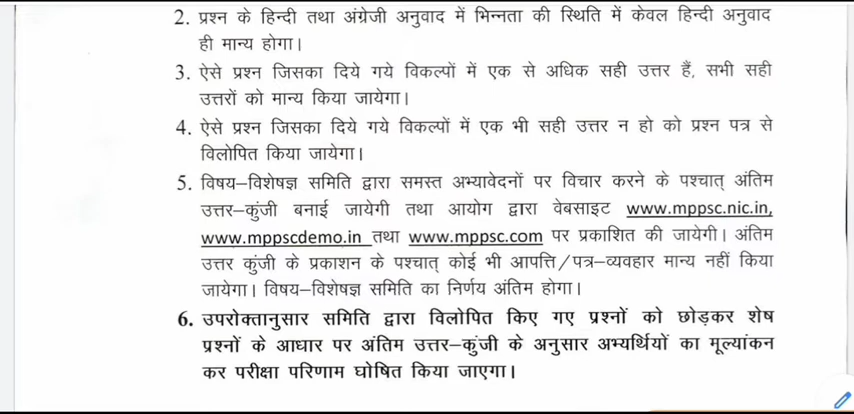 2. प्रश्न के हिन्दी तथा अंग्रेजी अनुवाद में भिन्नता की स्थिति में केवल हिन्दी अनुवाद
ही मान्य होगा।
3. ऐसे प्रश्न जिसका दिये गये विकल्पों में एक से अधिक सही उत्तर हैं, सभी सही
उत्तरों को मान्य किया जायेगा।
4. ऐसे प्रश्न जिसका दिये गये विकल्पों में एक भी सही उत्तर न हो को प्रश्न पत्र से
विलोपित किया जायेगा।
5. विषय–विशेषज्ञ समिति द्वारा समस्त अभ्यावेदनों पर विचार करने के पश्चात् अंतिम
उत्तर–कुंजी बनाई जायेगी तथा आयोग द्वारा वेबसाइट www.mppsc.nic.in,
www.mppscdemo.in तथा www.mppsc.com पर प्रकाशित की जायेगी। अंतिम
उत्तर कुंजी के प्रकाशन के पश्चात् कोई भी आपत्ति/पत्र–व्यवहार मान्य नहीं किया
जायेगा। विषय–विशेषज्ञ समिति का निर्णय अंतिम होगा।
6. उपरोक्तानुसार समिति द्वारा विलोपित किए गए प्रश्नों को छोड़कर शेष
प्रश्नों के आधार पर अंतिम उत्तर–कुंजी के अनुसार अभ्यर्थियों का मूल्यांकन
कर परीक्षा परिणाम घोषित किया जाएगा।